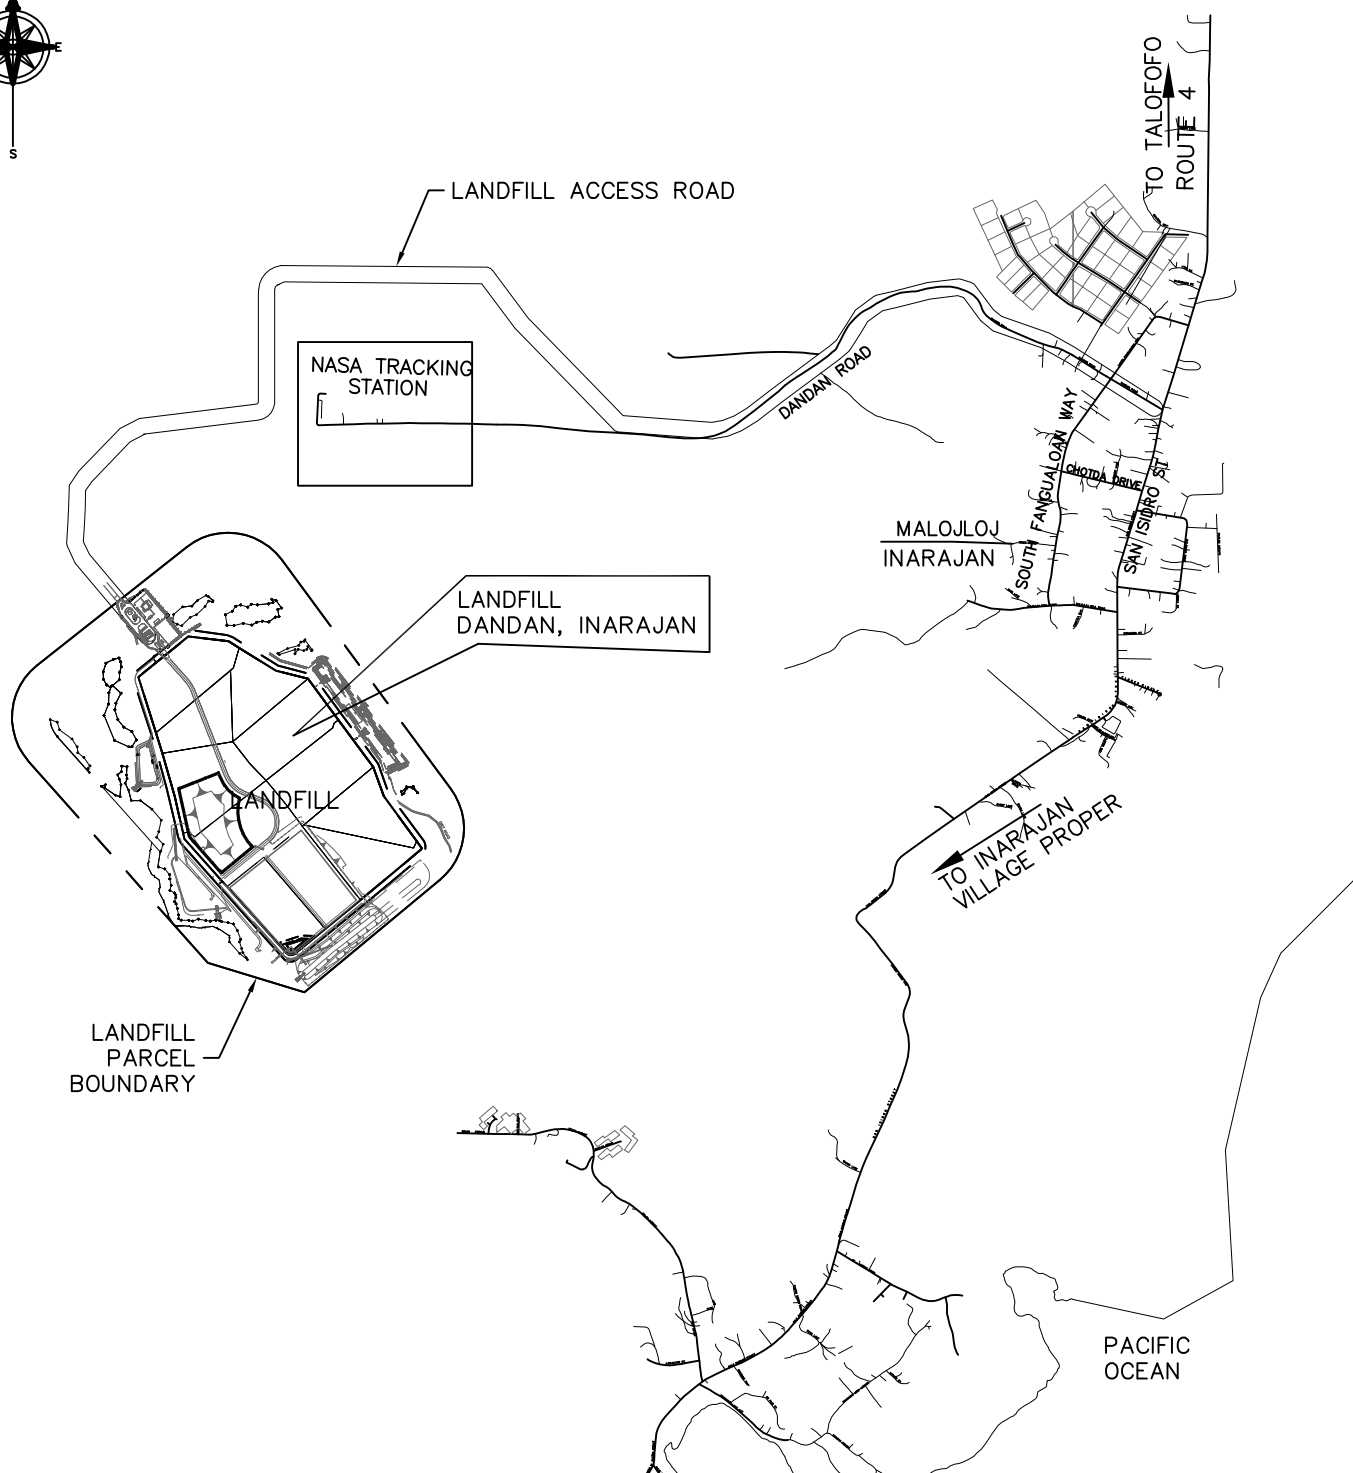 E
S
TO TALOFOFO
ROUTE 4
LANDFILL ACCESS ROAD
NASA TRACKING
STATION
DANDAN ROAD
SOUTH FANGUALOAN WAY
CHOTDA DRIVE
SAN ISIDRO ST
MALOJLOJ
INARAJAN
LANDFILL
DANDAN, INARAJAN
LANDFILL
TO INARAJAN
VILLAGE PROPER
LANDFILL
PARCEL
BOUNDARY
PACIFIC
OCEAN